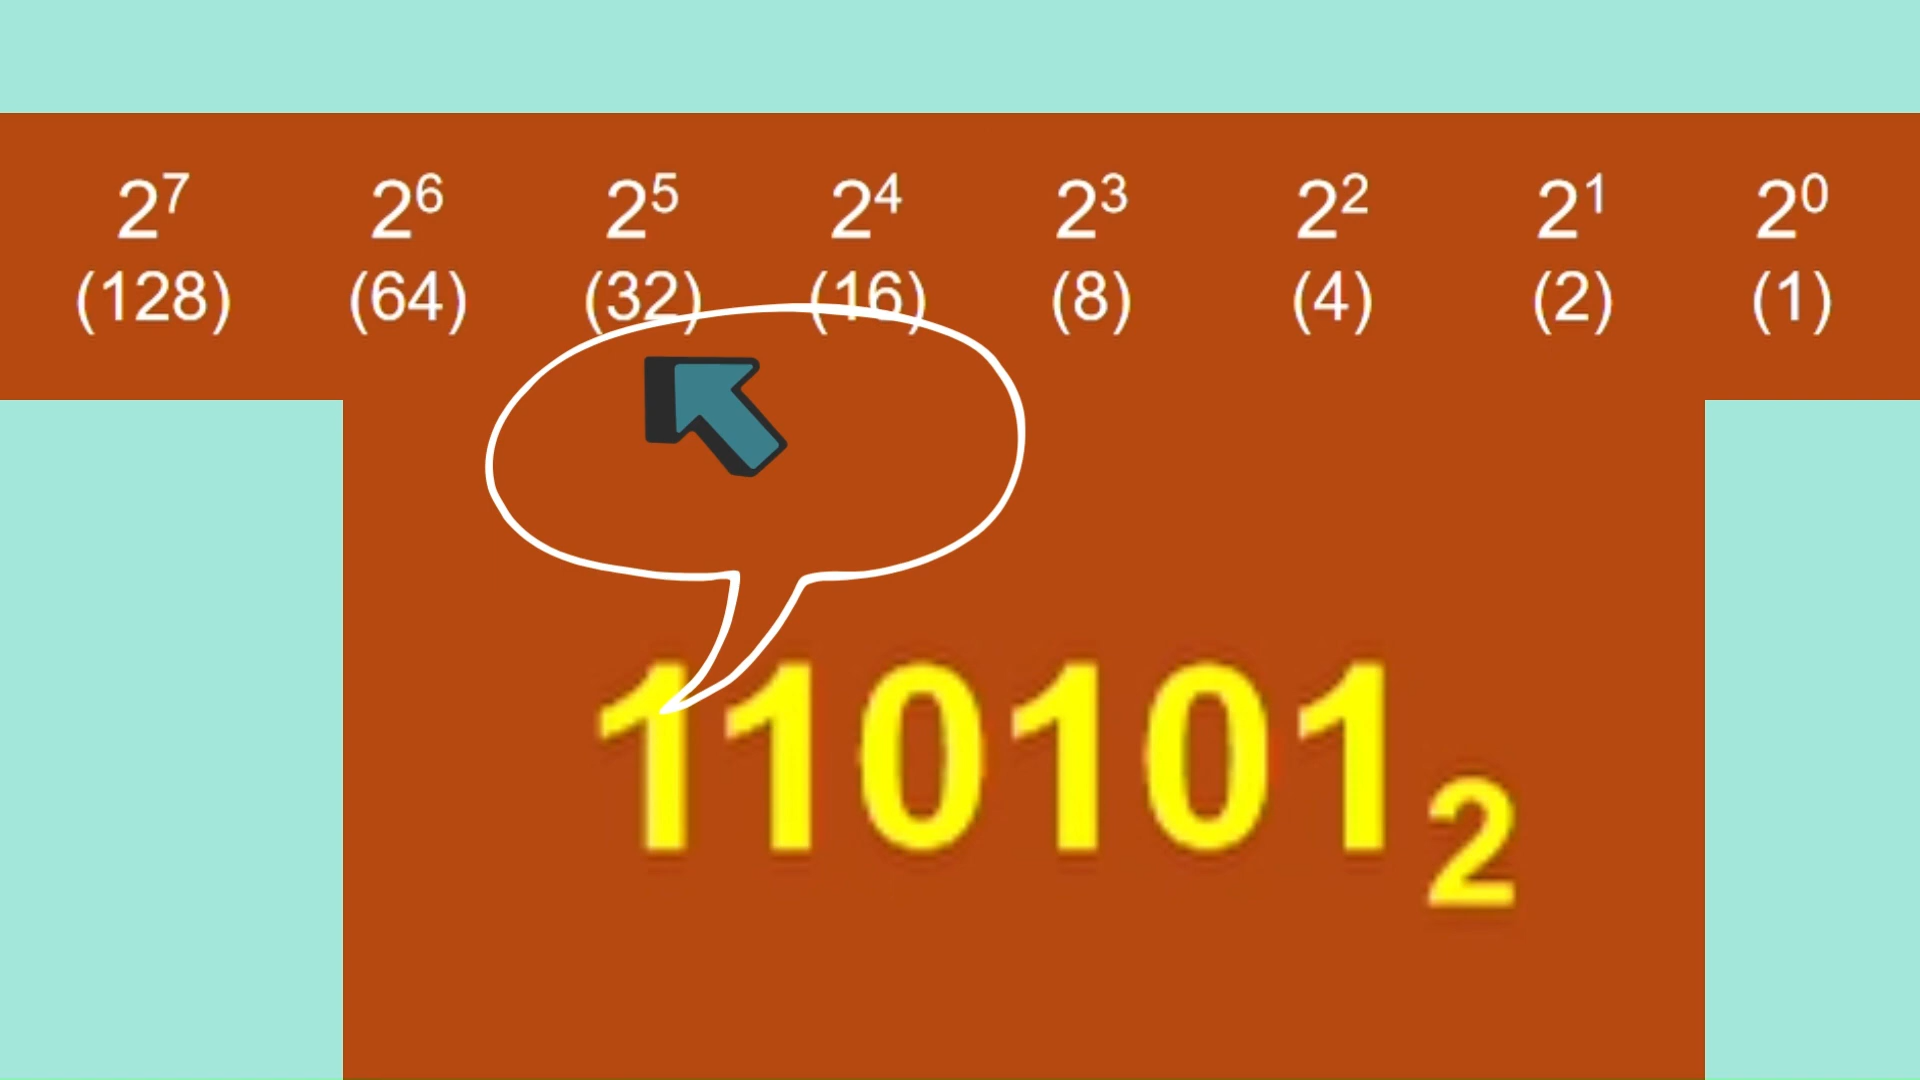 2⁷ 2⁶ 2⁵ 2⁴ 2³ 2² 2¹ 2⁰
(128) (64) (32) (16) (8) (4) (2) (1)
110101₂